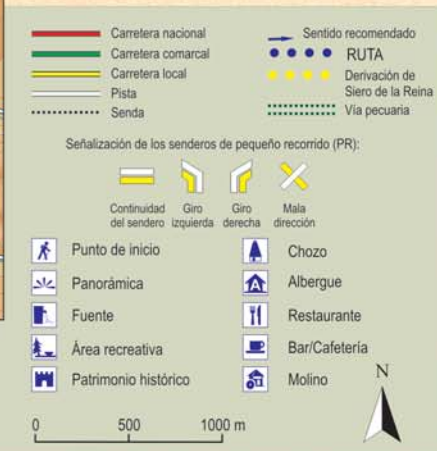 Carretera nacional
Carretera comarcal
Carretera local
Pista
Senda
Sentido recomendado
RUTA
Derivación de
Siero de la Reina
Vía pecuaria
Señalización de los senderos de pequeño recorrido (PR):
Continuidad
del sendero
Giro
izquierda
Giro
derecha
Mala
dirección
Punto de inicio
Panorámica
Fuente
Área recreativa
Patrimonio histórico
Chozo
A Albergue
Restaurante
Bar/Cafetería
Molino
N
0 500 1000 m